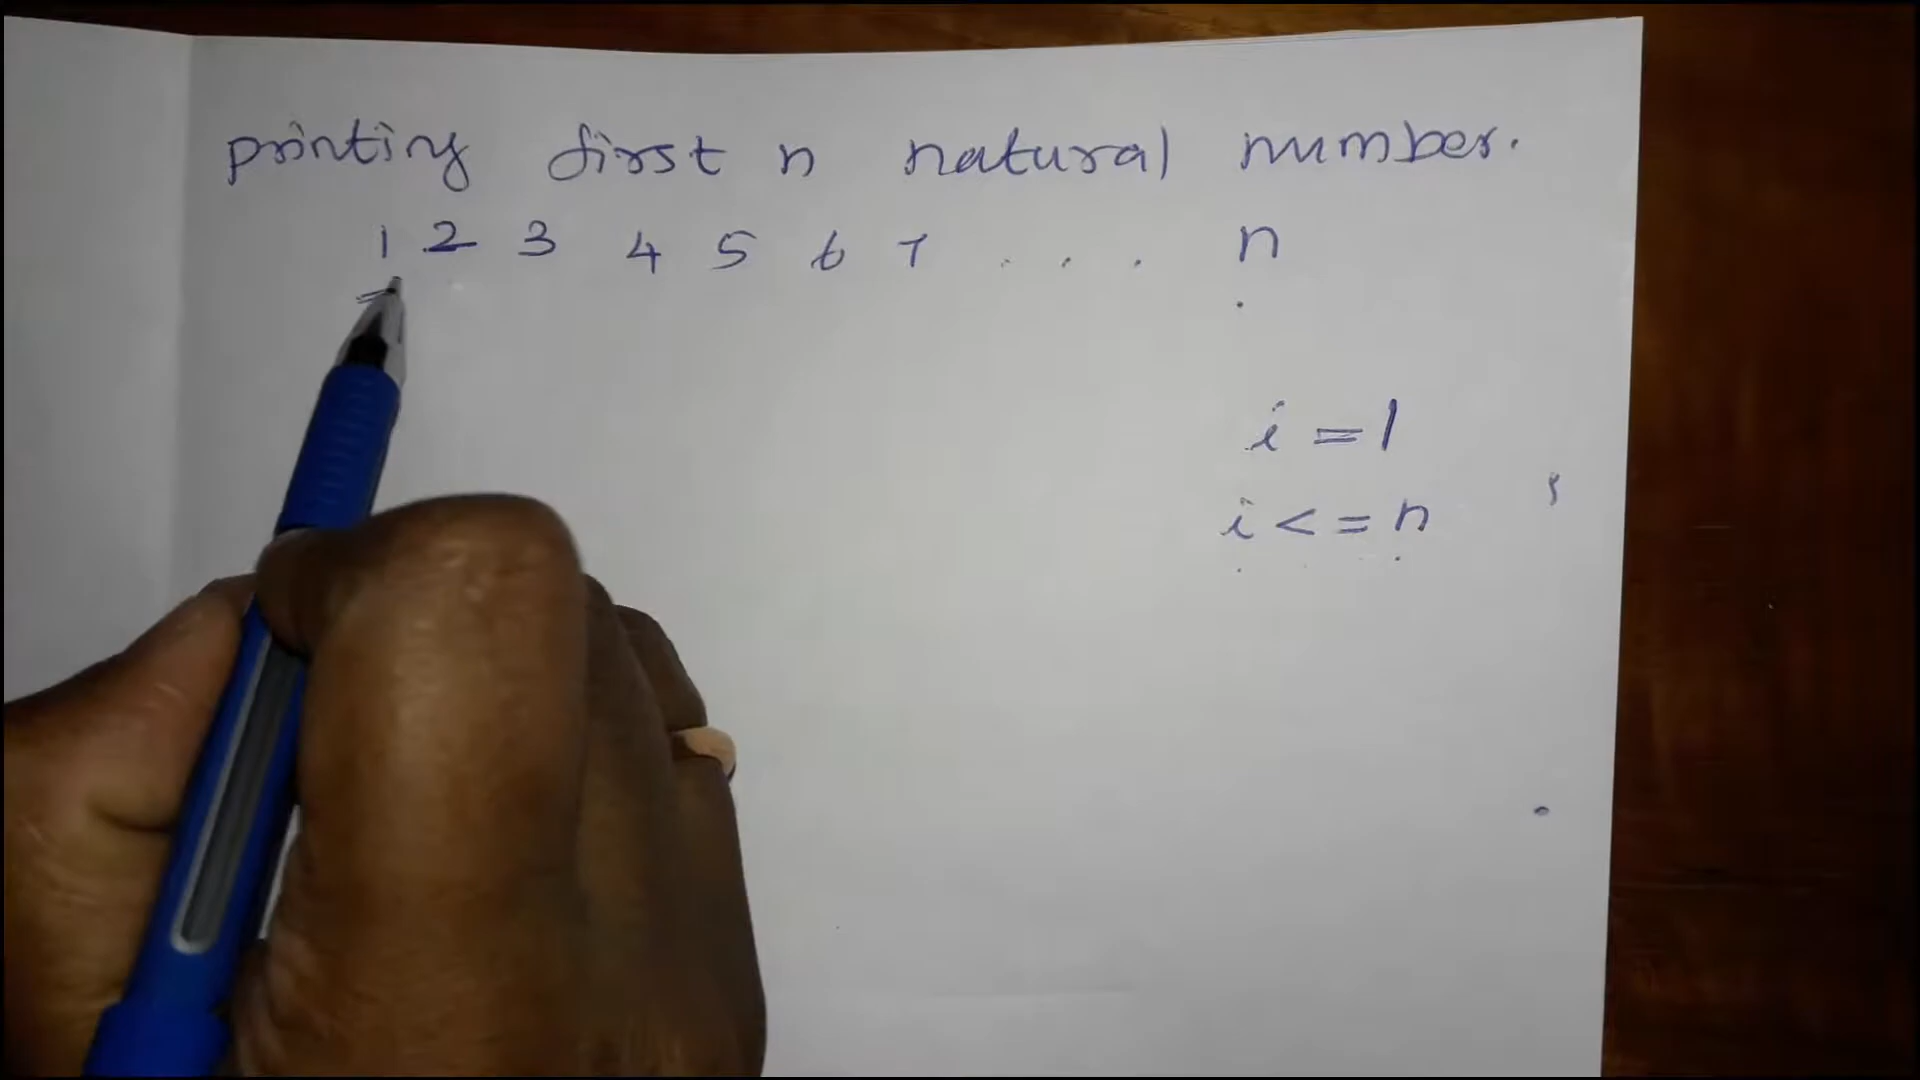 printing first n natural number.
1 2 3 4 5 6 7 . . . n
i = 1
i < = n